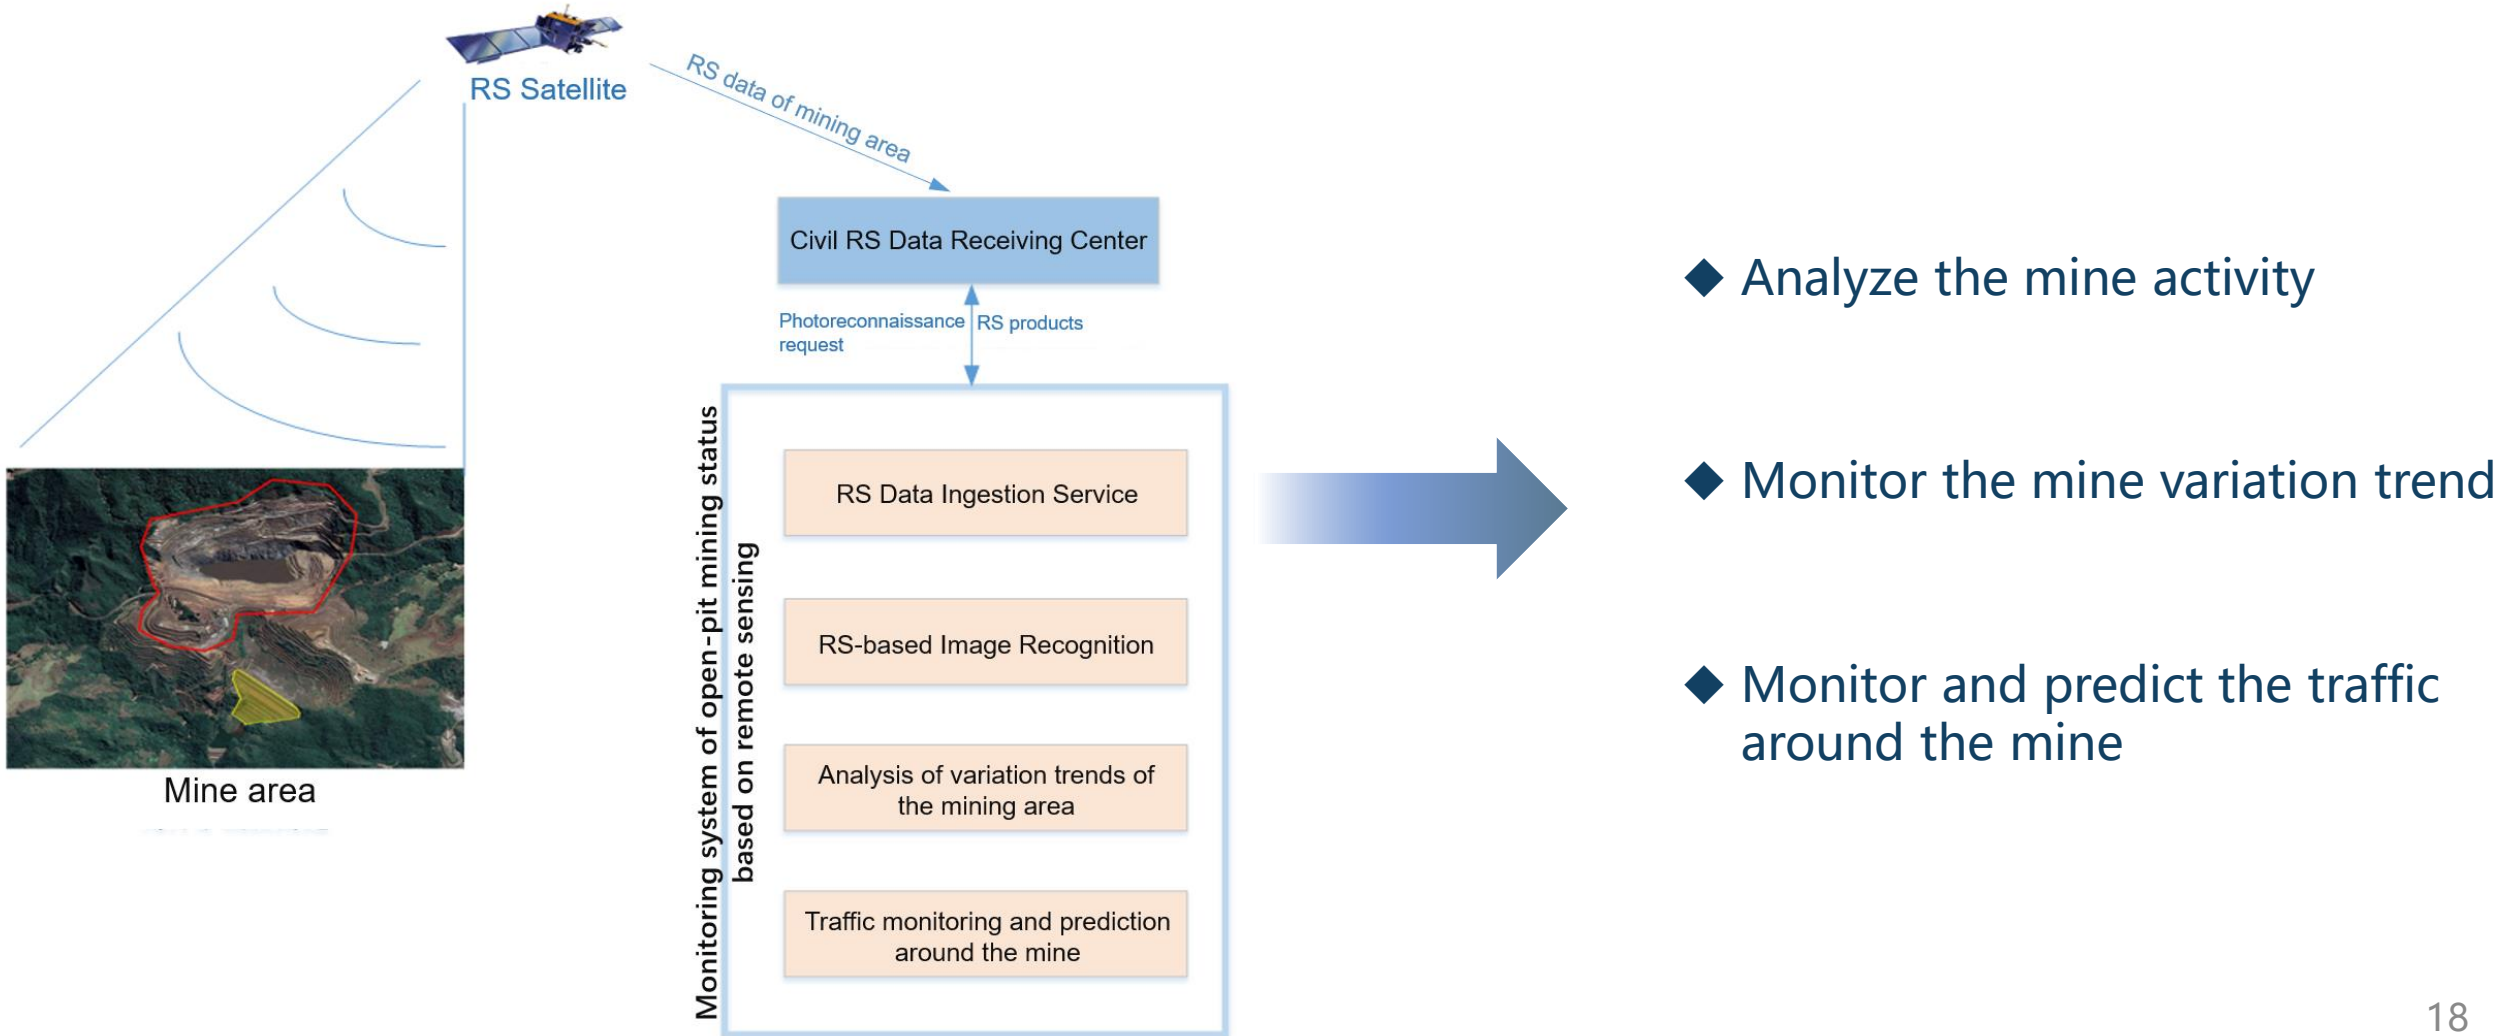 RS Satellite
RS data of mining area
Civil RS Data Receiving Center
Photoreconnaissance
request
RS products
Monitoring system of open-pit mining status
based on remote sensing
RS Data Ingestion Service
RS-based Image Recognition
Analysis of variation trends of
the mining area
Traffic monitoring and prediction
around the mine
Mine area
Analyze the mine activity
Monitor the mine variation trend
Monitor and predict the traffic
around the mine
18